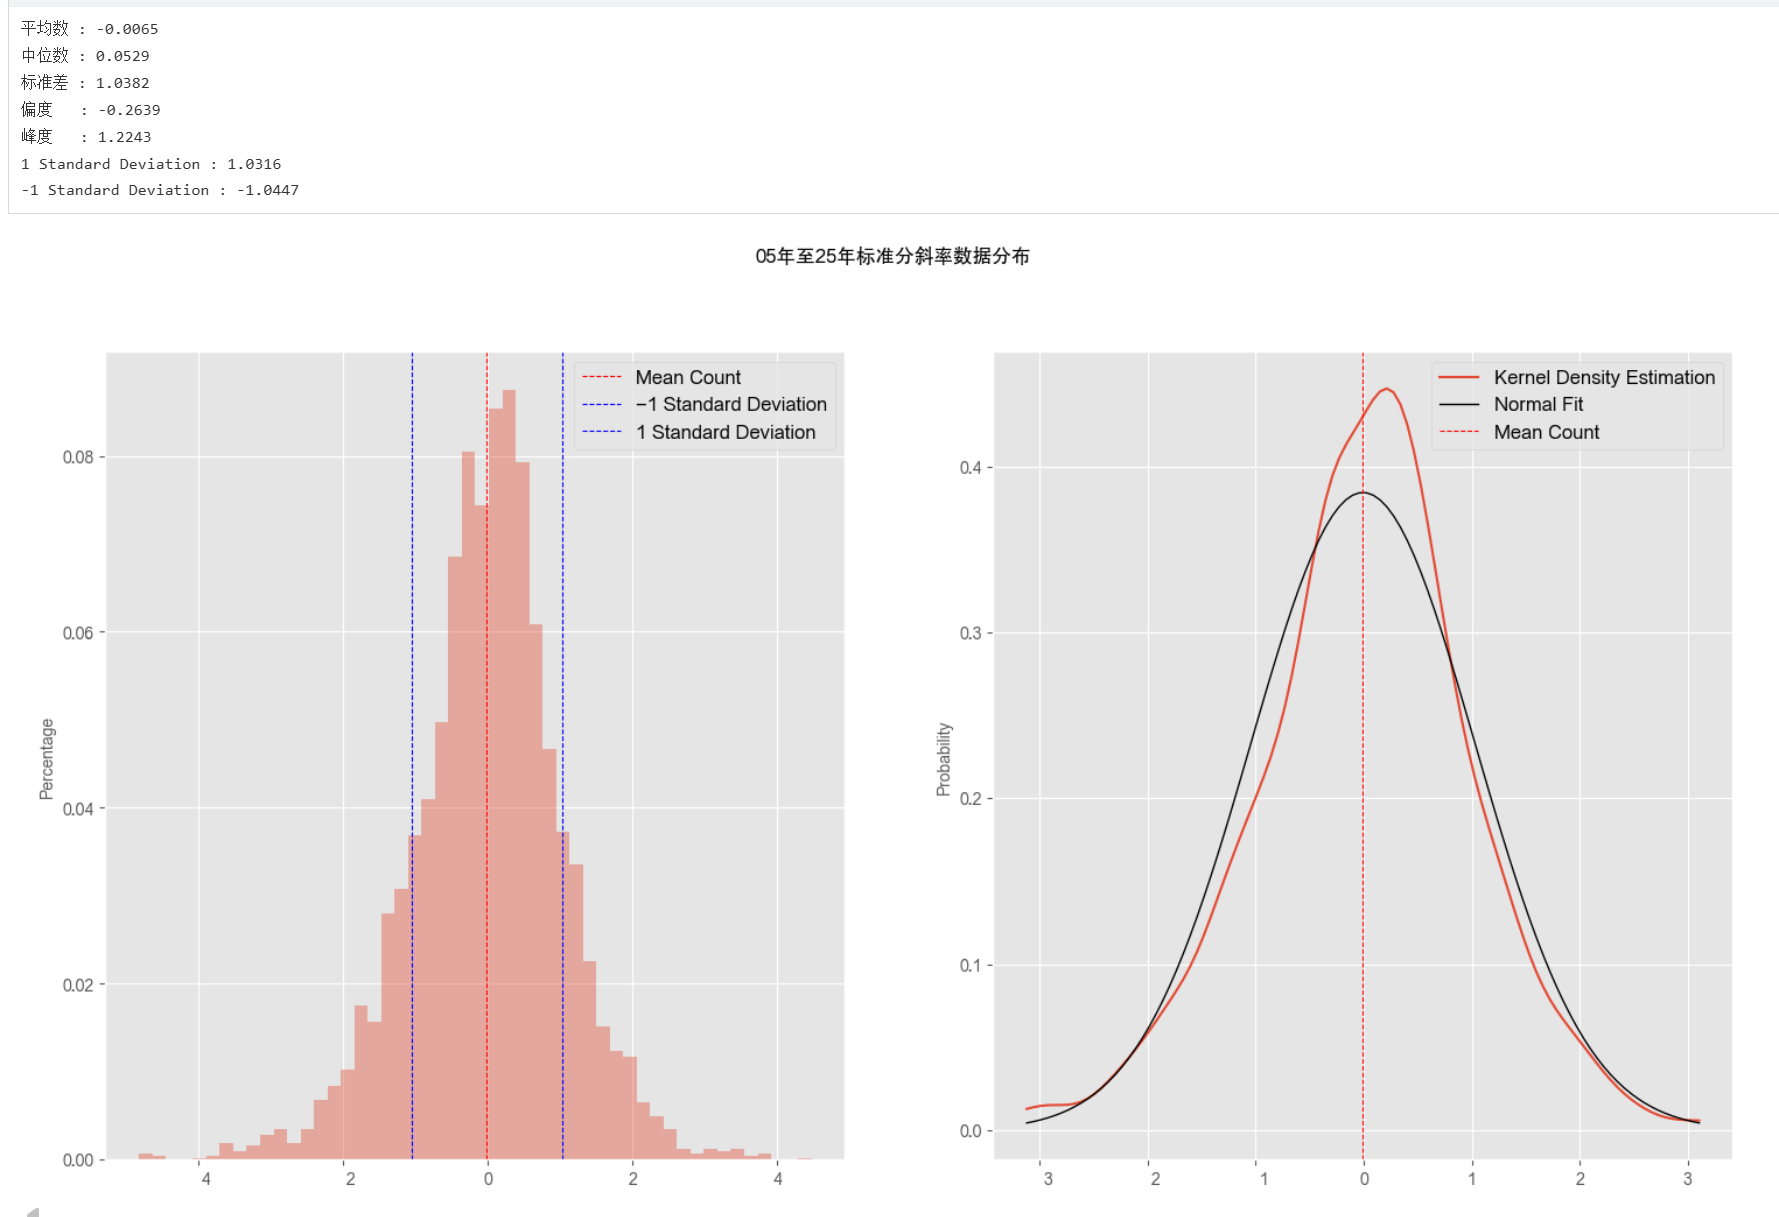 平均数 : -0.0065
中位数 : 0.0529
标准差 : 1.0382
偏度 : -0.2639
峰度 : 1.2243
1 Standard Deviation : 1.0316
-1 Standard Deviation : -1.0447
05年至25年标准分斜率数据分布
Mean Count
−1 Standard Deviation
1 Standard Deviation
0.08
0.06
0.04
0.02
0.00
Percentage
4 2 0 2 4
Kernel Density Estimation
Normal Fit
Mean Count
0.4
0.3
0.2
0.1
0.0
Probability
3 2 1 0 1 2 3